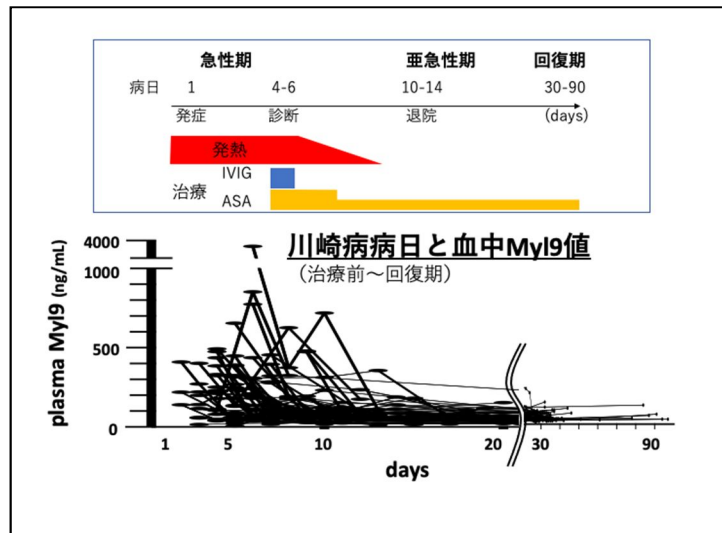 急性期 亜急性期 回復期
病日 1 4-6 10-14 30-90
発症 診断 退院 (days)
発熱
IVIG
治療
ASA
川崎病病日と血中Myl9値
(治療前～回復期)
plasma Myl9 (ng/mL)
4000
1000
500
0
1 5 10 20 30 90
days